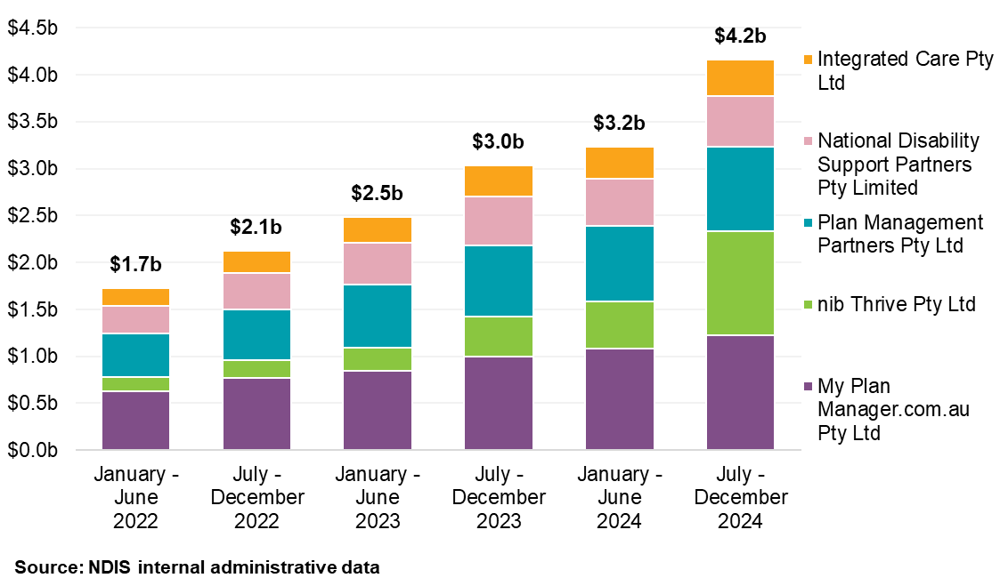 $4.5b
$4.0b
$3.5b
$3.0b
$2.5b
$2.0b
$1.5b
$1.0b
$0.5b
$0.0b
$1.7b
$2.1b
$2.5b
$3.0b
$3.2b
$4.2b
January -
June
2022
July -
December
2022
January -
June
2023
July -
December
2023
January -
June
2024
July -
December
2024
Integrated Care Pty
Ltd
National Disability
Support Partners
Pty Limited
Plan Management
Partners Pty Ltd
nib Thrive Pty Ltd
My Plan
Manager.com.au
Pty Ltd
Source: NDIS internal administrative data